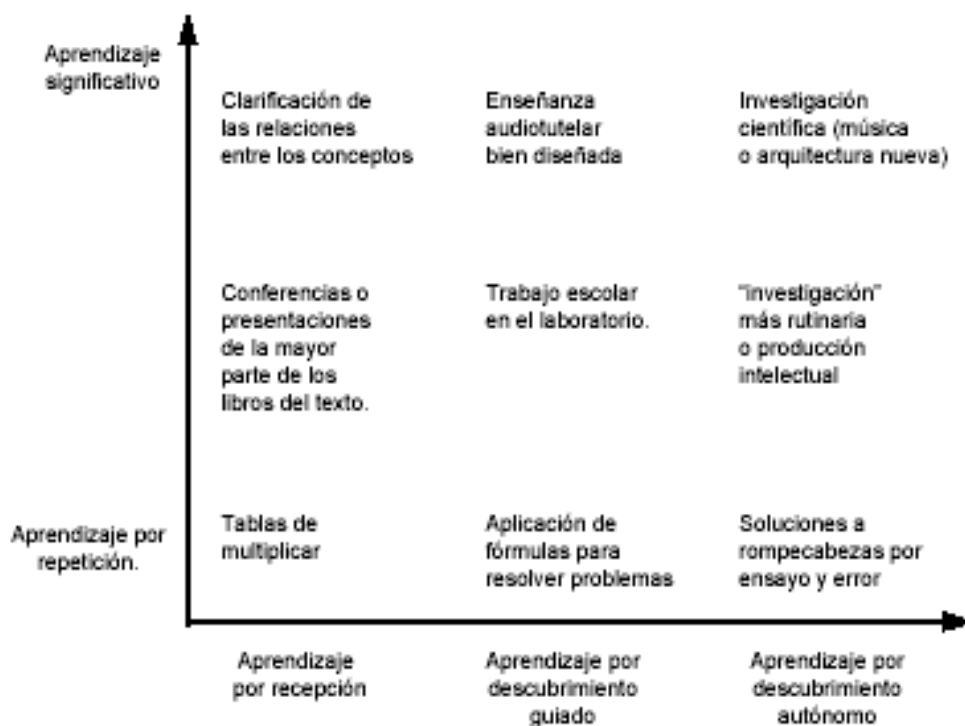 Aprendizaje
significativo
Clarificación de
las relaciones
entre los conceptos
Enseñanza
audiotutelar
bien diseñada
Investigación
científica (música
o arquitectura nueva)
Conferencias o
presentaciones
de la mayor
parte de los
libros del texto.
Trabajo escolar
en el laboratorio.
"investigación"
más rutinaria
o producción
intelectual
Aprendizaje por
repetición.
Tablas de
multiplicar
Aplicación de
fórmulas para
resolver problemas
Soluciones a
rompecabezas por
ensayo y error
Aprendizaje
por recepción
Aprendizaje por
descubrimiento
guiado
Aprendizaje por
descubrimiento
autónomo